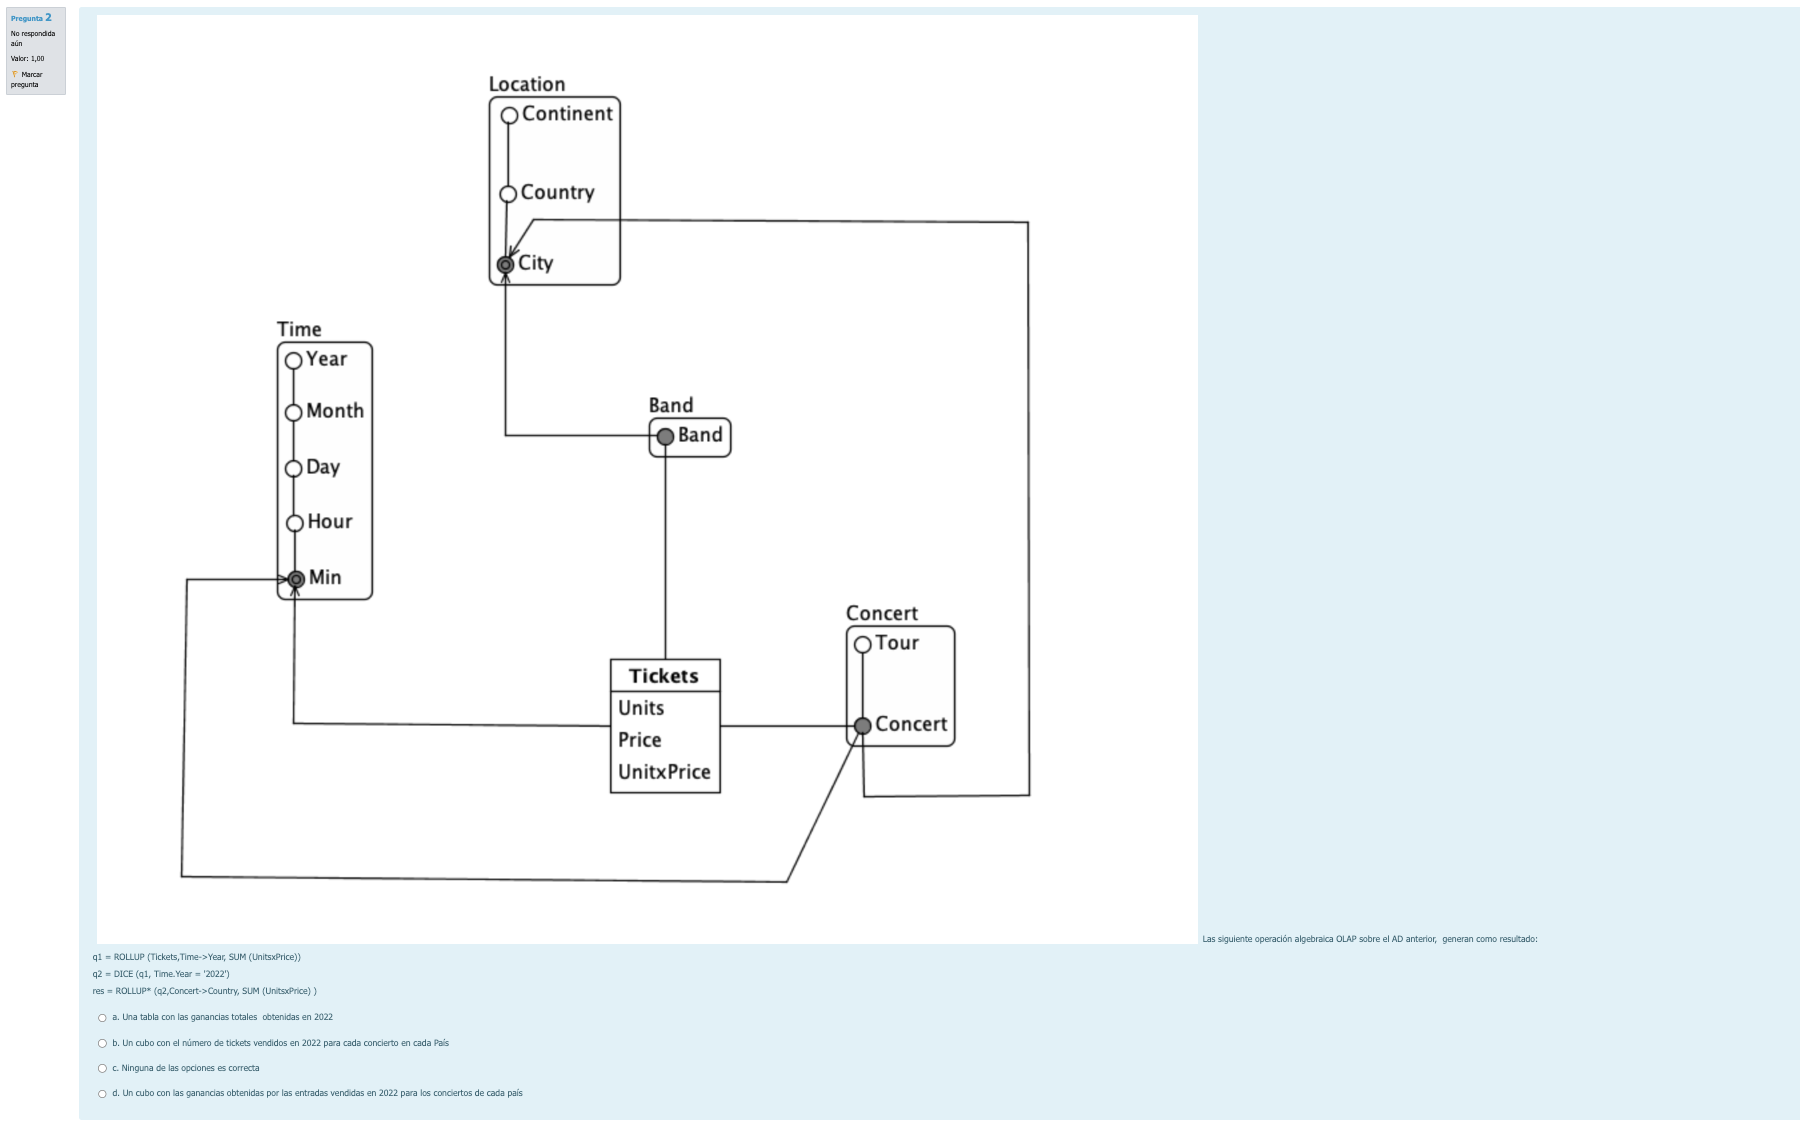 Pregunta 2
No respondida
aún
Valor: 1,00
Marcar
pregunta
Location
Continent
Country
City
Time
Year
Month
Day
Hour
Min
Band
Band
Concert
Tour
Concert
Tickets
Units
Price
UnitxPrice
Las siguiente operación algebraica OLAP sobre el AD anterior, generan como resultado:
q1 = ROLLUP (Tickets,Time->Year, SUM (UnitsxPrice))
q2 = DICE (q1, Time.Year = '2022')
res = ROLLUP* (q2,Concert->Country, SUM (UnitsxPrice) )
a. Una tabla con las ganancias totales obtenidas en 2022
b. Un cubo con el número de tickets vendidos en 2022 para cada concierto en cada País
c. Ninguna de las opciones es correcta
d. Un cubo con las ganancias obtenidas por las entradas vendidas en 2022 para los conciertos de cada país